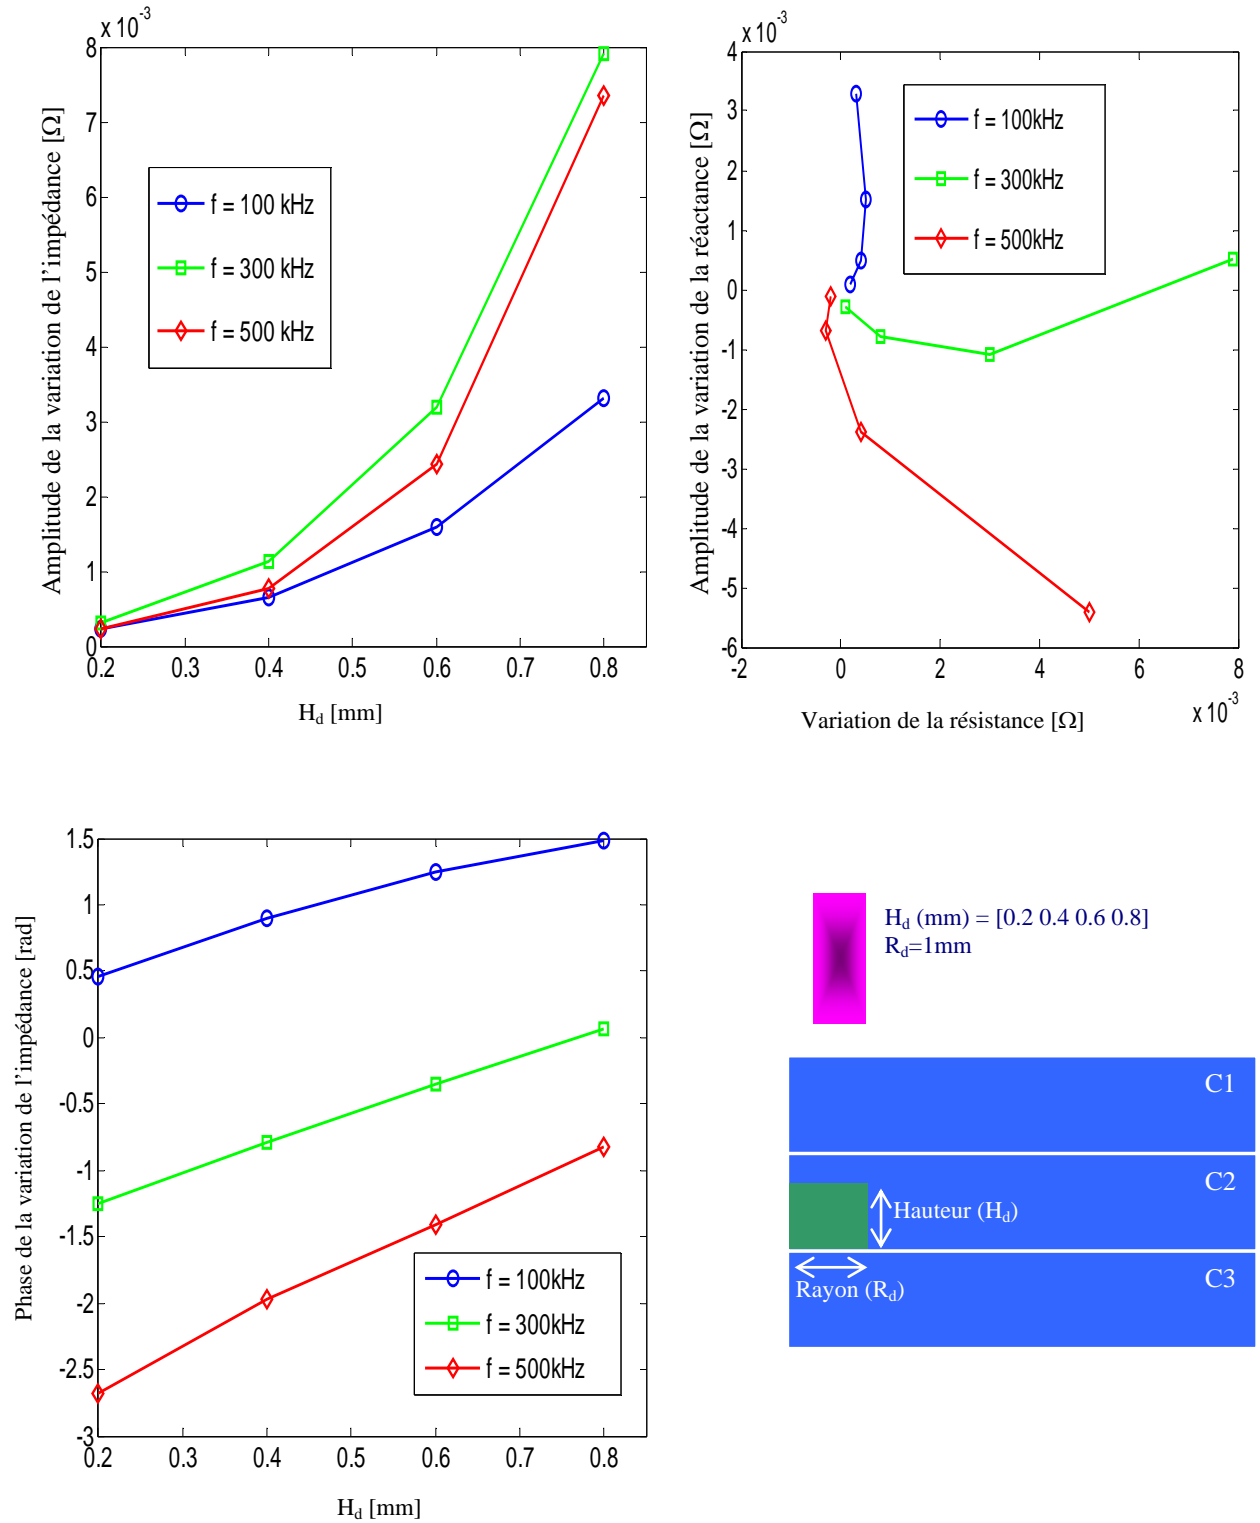 x 10⁻³
8
7
6
5
4
3
2
1
0
0.2 0.3 0.4 0.5 0.6 0.7 0.8
Amplitude de la variation de l'impédance [Ω]
H_d [mm]
f = 100 kHz
f = 300 kHz
f = 500 kHz
x 10⁻³
4
3
2
1
0
-1
-2
-3
-4
-5
-6
-2 0 2 4 6 8
x 10⁻³
Amplitude de la variation de la réactance [Ω]
Variation de la résistance [Ω]
f = 100kHz
f = 300kHz
f = 500kHz
1.5
1
0.5
0
-0.5
-1
-1.5
-2
-2.5
-3
0.2 0.3 0.4 0.5 0.6 0.7 0.8
Phase de la variation de l'impédance [rad]
H_d [mm]
f = 100kHz
f = 300kHz
f = 500kHz
H_d (mm) = [0.2 0.4 0.6 0.8]
R_d=1mm
C1
C2
Hauteur (H_d)
C3
Rayon (R_d)